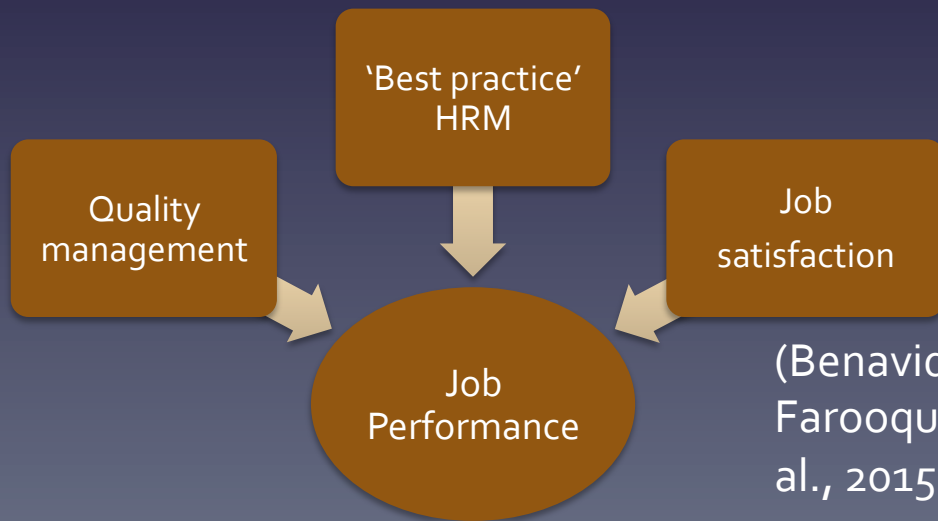 ‘Best practice’
HRM
Quality
management
Job
satisfaction
Job
Performance
(Benavid
Farooqu
al., 2015